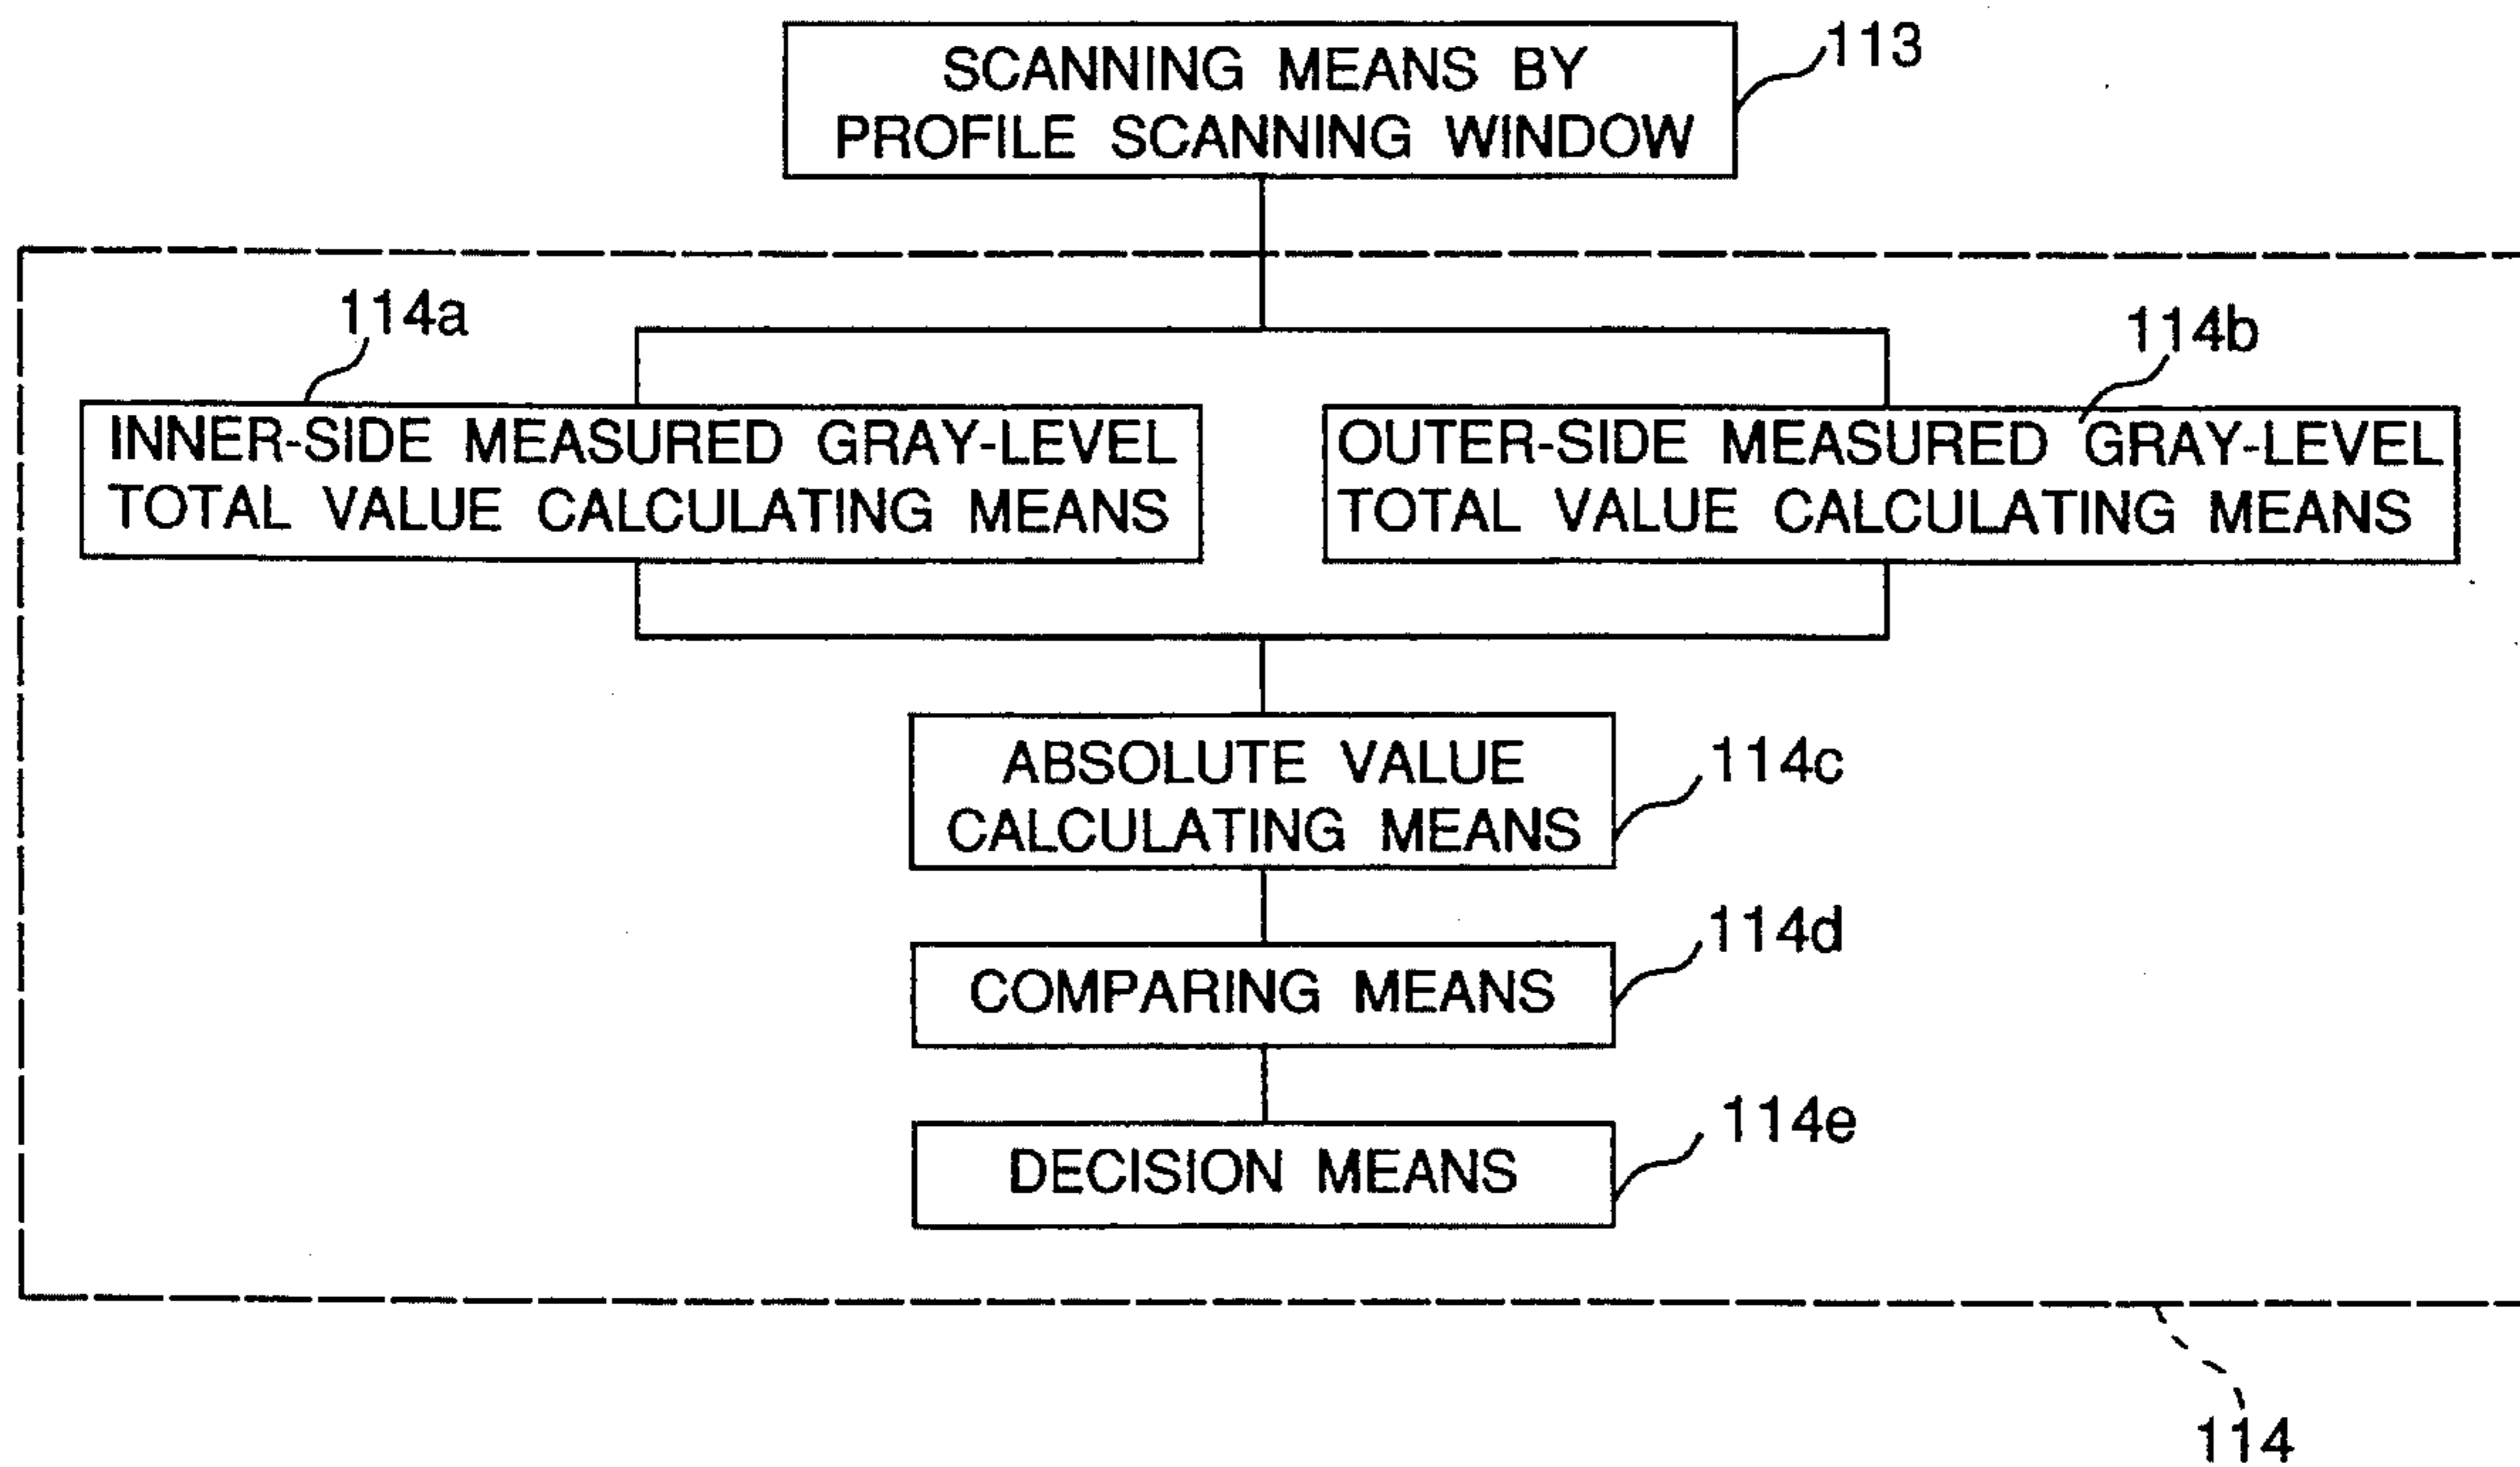 SCANNING MEANS BY
PROFILE SCANNING WINDOW
113
114a
114b
INNER-SIDE MEASURED GRAY-LEVEL
TOTAL VALUE CALCULATING MEANS
OUTER-SIDE MEASURED GRAY-LEVEL
TOTAL VALUE CALCULATING MEANS
ABSOLUTE VALUE
CALCULATING MEANS
114c
COMPARING MEANS
114d
DECISION MEANS
114e
114